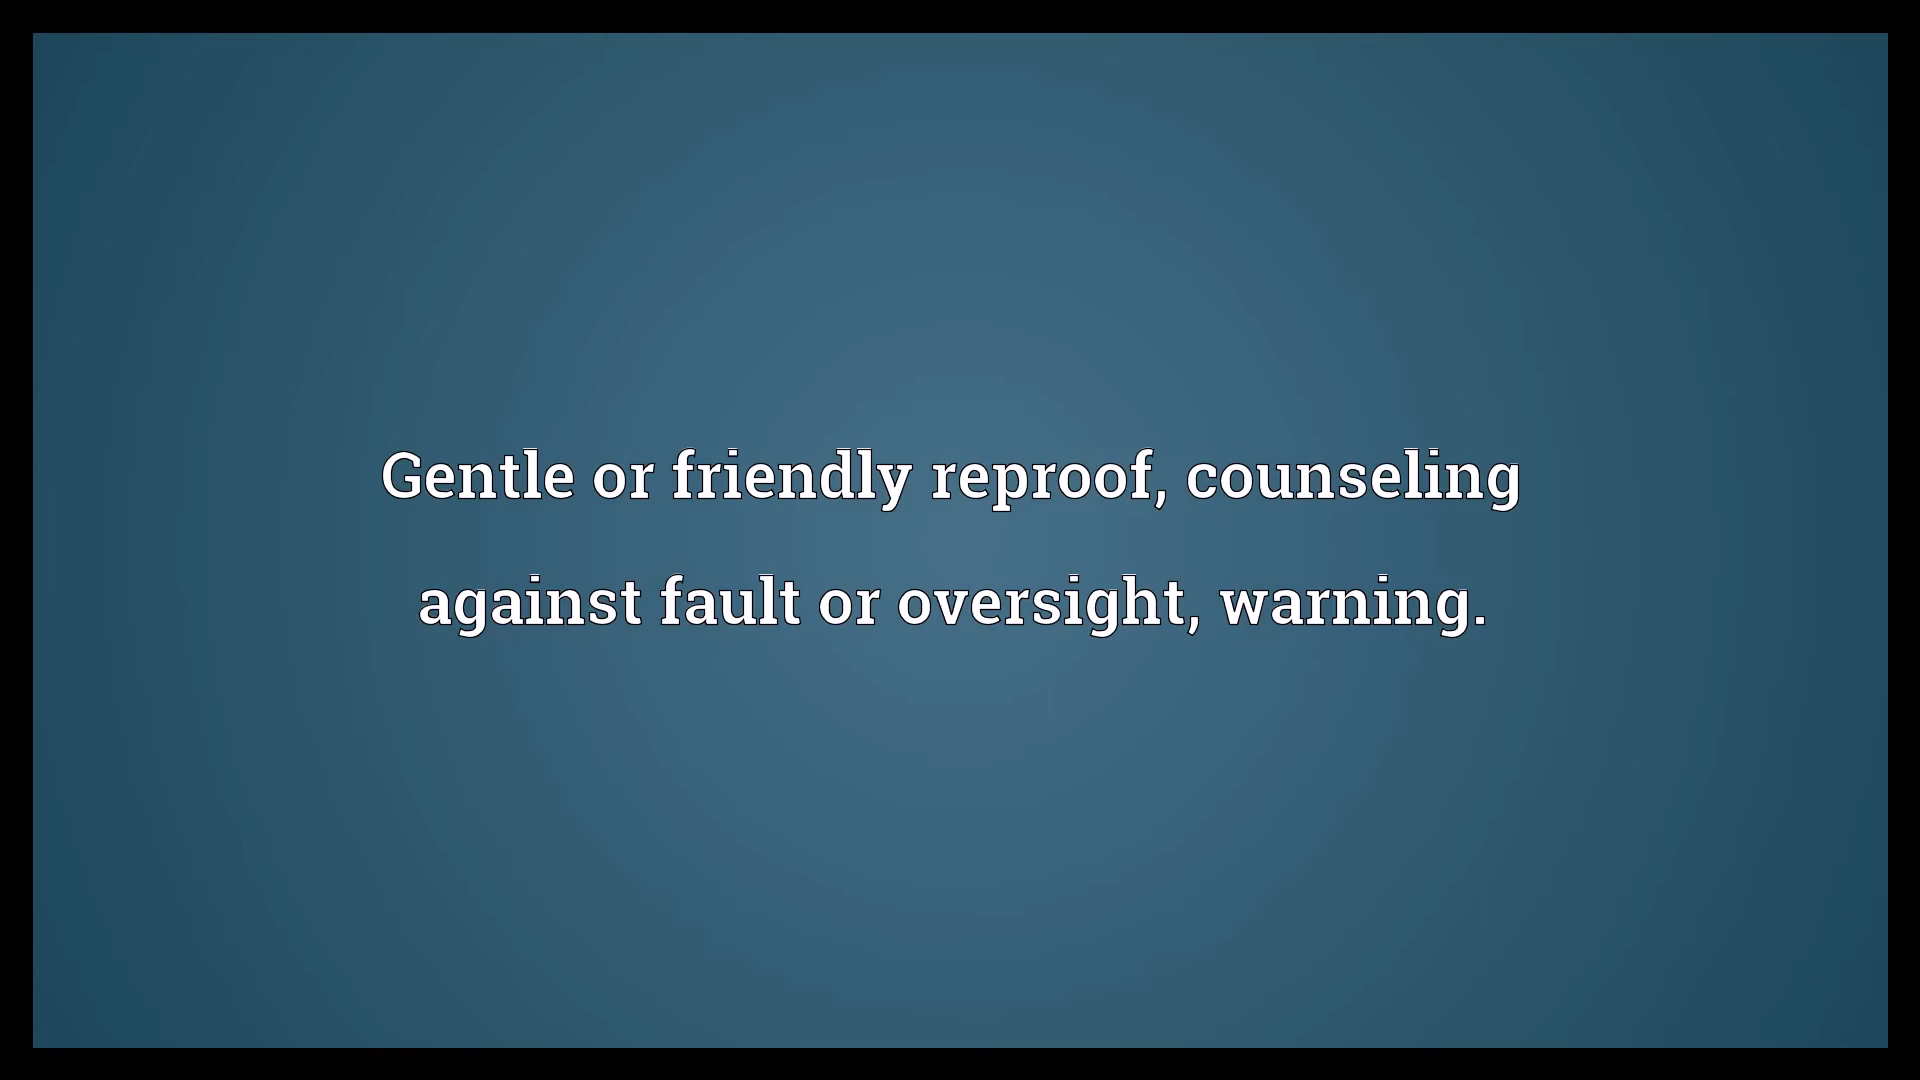 Gentle or friendly reproof, counseling
against fault or oversight, warning.